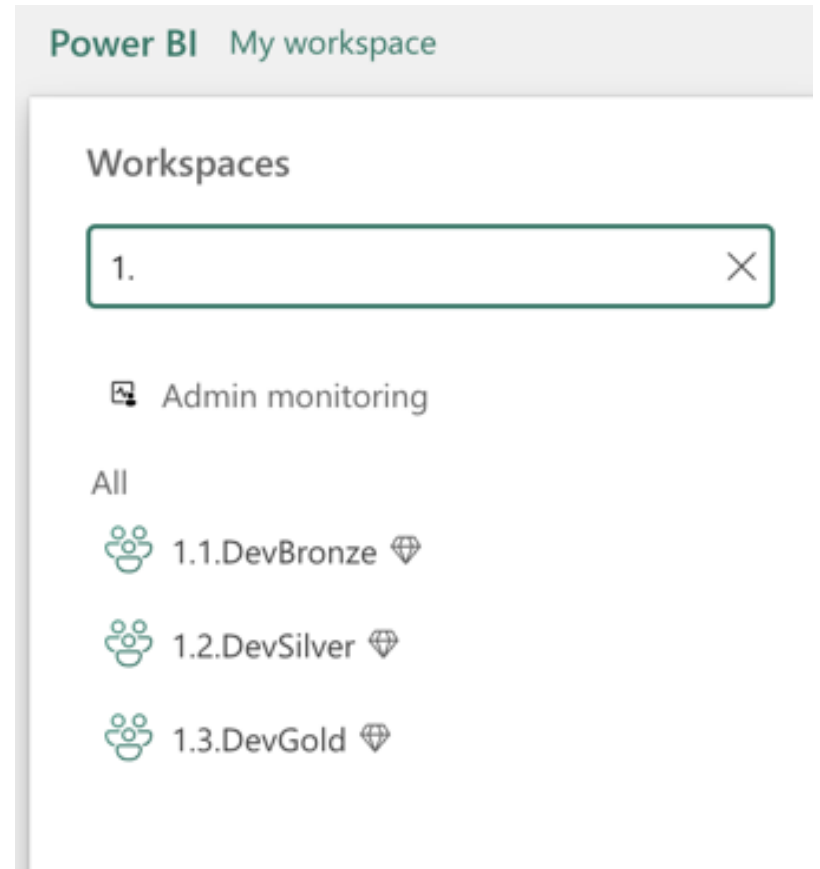 Power BI My workspace
Workspaces
1.
Admin monitoring
All
1.1.DevBronze
1.2.DevSilver
1.3.DevGold